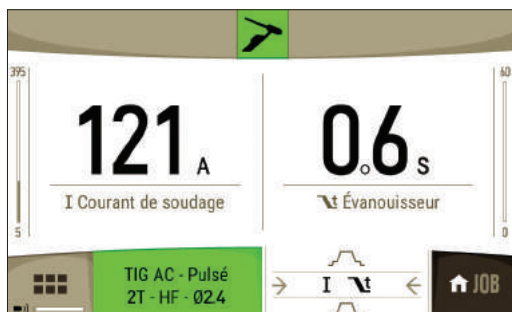 395
60
121 A
0.6 s
I Courant de soudage
t Évanouisseur
5
0
TIG AC - Pulsé
2T - HF - Ø2.4
I t
JOB